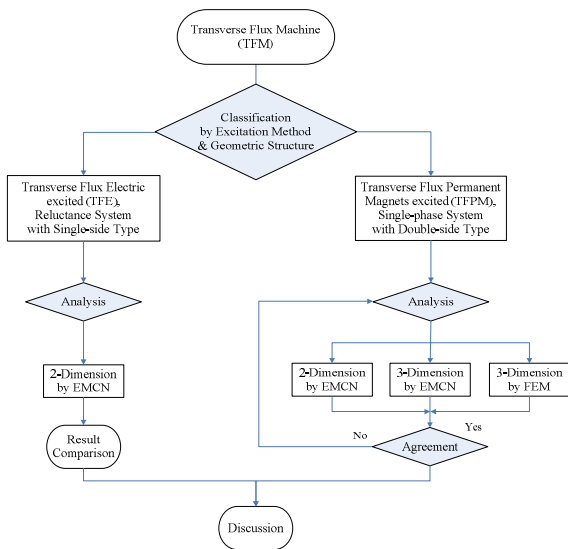 Transverse Flux Machine
(TFM)
Classification
by Excitation Method
& Geometric Structure
Transverse Flux Electric
excited (TFE),
Reluctance System
with Single-side Type
Transverse Flux Permanent
Magnets excited (TFPM),
Single-phase System
with Double-side Type
Analysis
Analysis
2-Dimension
by EMCN
2-Dimension
by EMCN
3-Dimension
by EMCN
3-Dimension
by FEM
Result
Comparison
No
Yes
Agreement
Discussion